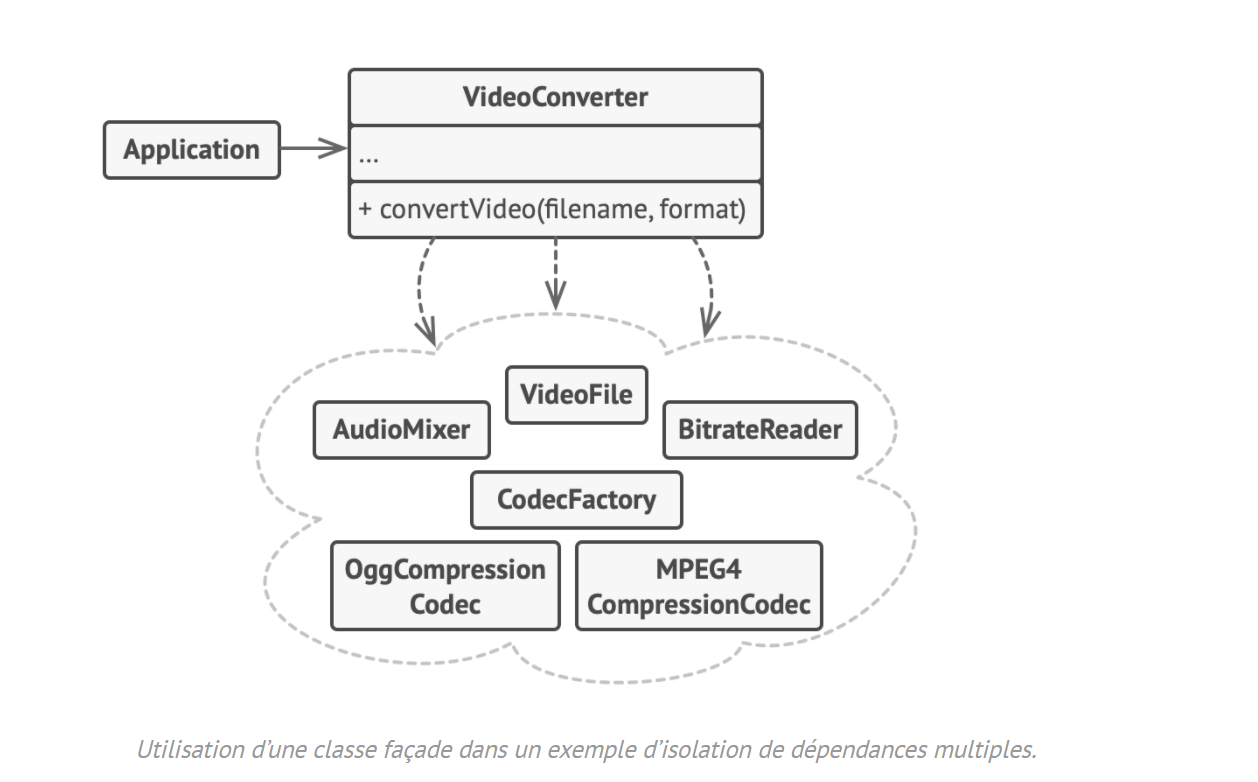 VideoConverter
Application
...
+ convertVideo(filename, format)
VideoFile
AudioMixer
BitrateReader
CodecFactory
OggCompression
Codec
MPEG4
CompressionCodec
Utilisation d’une classe façade dans un exemple d’isolation de dépendances multiples.